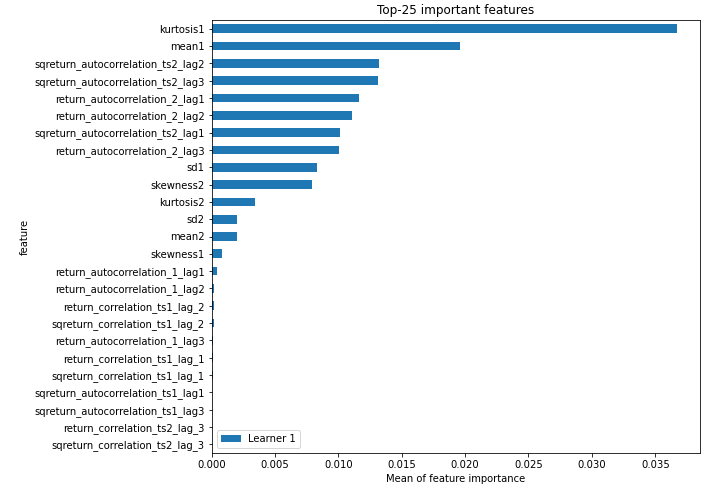 Top-25 important features
kurtosis1
mean1
sqreturn_autocorrelation_ts2_lag2
sqreturn_autocorrelation_ts2_lag3
return_autocorrelation_2_lag1
return_autocorrelation_2_lag2
sqreturn_autocorrelation_ts2_lag1
return_autocorrelation_2_lag3
sd1
skewness2
kurtosis2
sd2
mean2
skewness1
return_autocorrelation_1_lag1
return_autocorrelation_1_lag2
return_correlation_ts1_lag_2
sqreturn_correlation_ts1_lag_2
return_autocorrelation_1_lag3
return_correlation_ts1_lag_1
sqreturn_correlation_ts1_lag_1
sqreturn_autocorrelation_ts1_lag1
sqreturn_autocorrelation_ts1_lag3
return_correlation_ts2_lag_3
sqreturn_correlation_ts2_lag_3
feature
Learner 1
0.000 0.005 0.010 0.015 0.020 0.025 0.030 0.035
Mean of feature importance